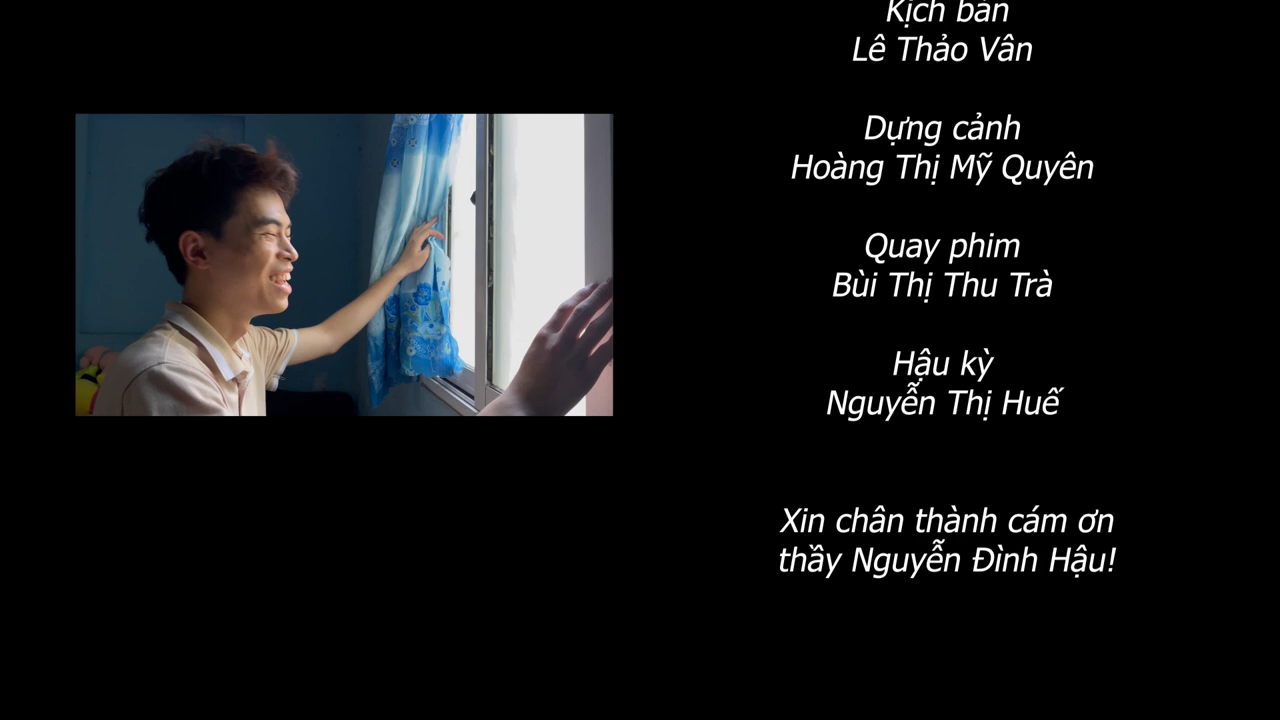 Kịch bản
Lê Thảo Vân
Dựng cảnh
Hoàng Thị Mỹ Quyên
Quay phim
Bùi Thị Thu Trà
Hậu kỳ
Nguyễn Thị Huế
Xin chân thành cám ơn
thầy Nguyễn Đình Hậu!